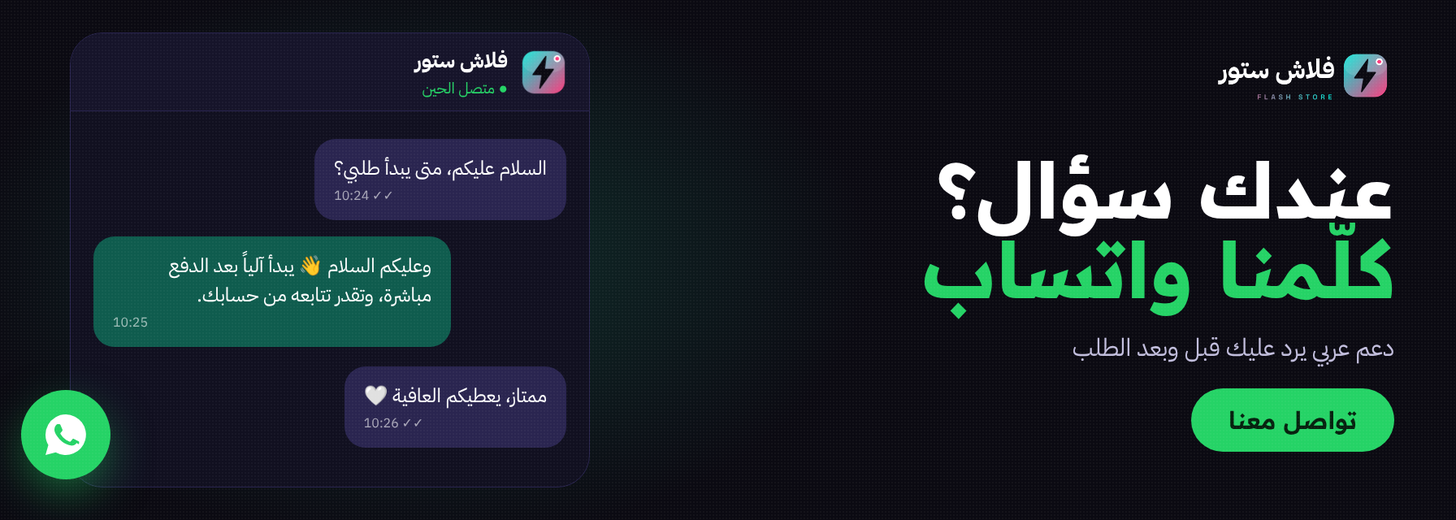 فلاش ستور
FLASH STORE
عندك سؤال؟
كلّمنا واتساب
دعم عربي يرد عليك قبل وبعد الطلب
تواصل معنا
فلاش ستور
● متصل الحين
السلام عليكم، متى يبدأ طلبي؟
10:24 ✓✓
وعليكم السلام 👋 يبدأ آلياً بعد الدفع
مباشرة، وتقدر تتابعه من حسابك.
10:25
ممتاز، يعطيكم العافية 🤍
10:26 ✓✓